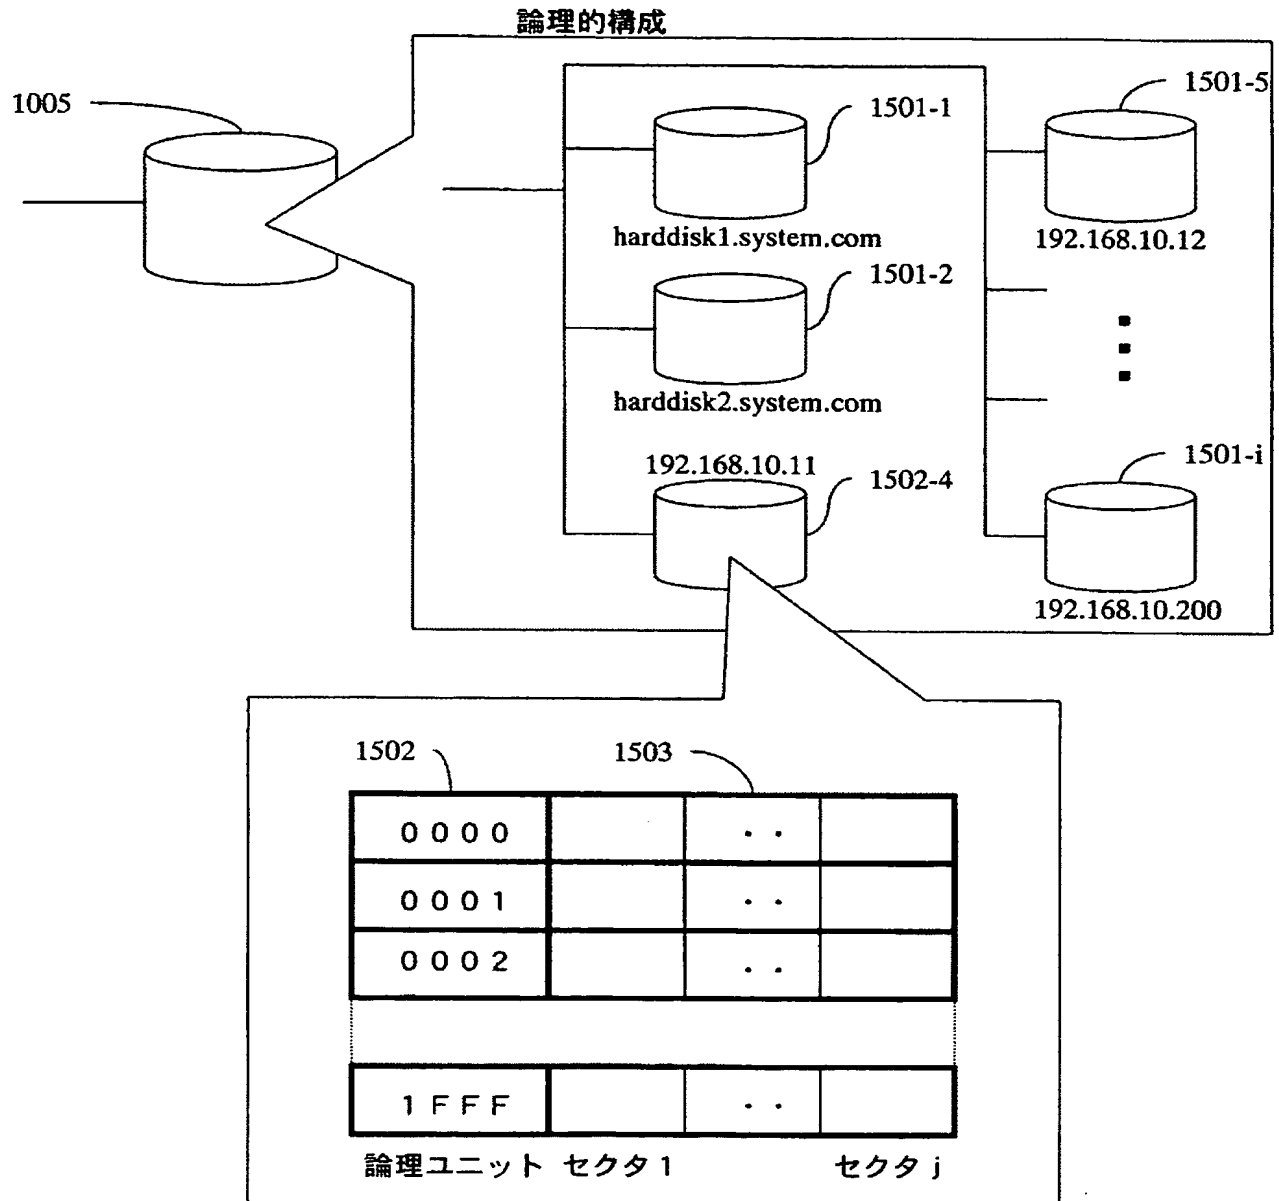 論理的構成
1005
1501-1
1501-5
harddisk1.system.com
192.168.10.12
1501-2
harddisk2.system.com
192.168.10.11
1502-4
1501-i
192.168.10.200
1502
1503
0000 ・・
0001 ・・
0002 ・・
1FFF ・・
論理ユニット セクタ1 セクタj